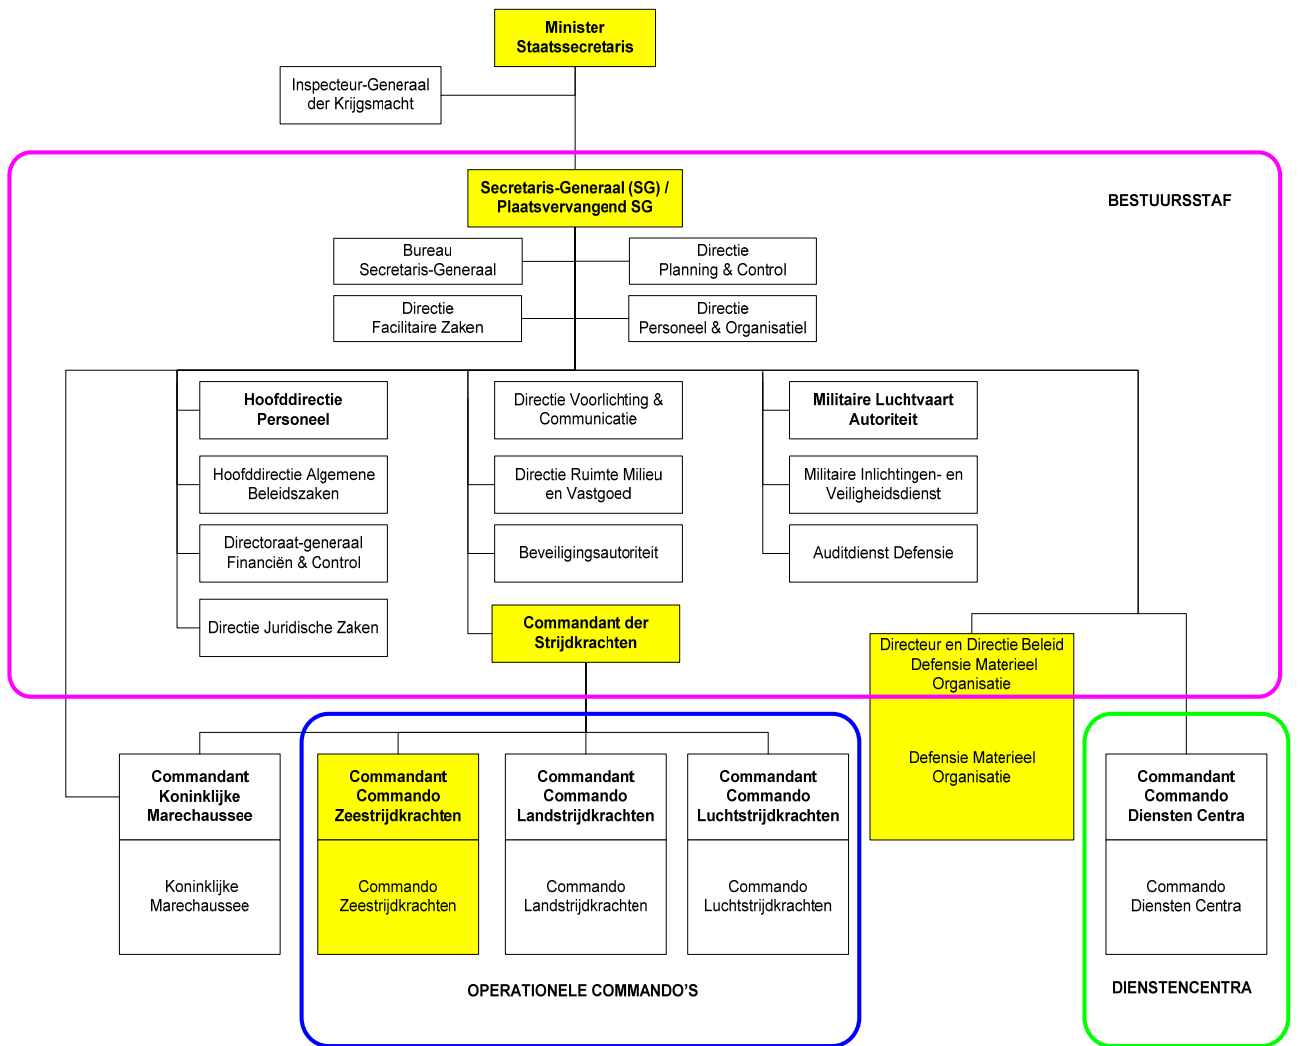 Minister
Staatssecretaris
Inspecteur-Generaal
der Krijgsmacht
Secretaris-Generaal (SG) /
Plaatsvervangend SG
BESTUURSSTAF
Bureau
Secretaris-Generaal
Directie
Planning & Control
Directie
Facilitaire Zaken
Directie
Personeel & Organisatiel
Hoofddirectie
Personeel
Directie Voorlichting &
Communicatie
Militaire Luchtvaart
Autoriteit
Hoofddirectie Algemene
Beleidszaken
Directie Ruimte Milieu
en Vastgoed
Militaire Inlichtingen- en
Veiligheidsdienst
Directoraat-generaal
Financiën & Control
Beveiligingsautoriteit
Auditdienst Defensie
Directie Juridische Zaken
Commandant der
Strijdkrachten
Directeur en Directie Beleid
Defensie Materieel
Organisatie
Defensie Materieel
Organisatie
Commandant
Koninklijke
Marechaussee
Commandant
Commando
Zeestrijdkrachten
Commandant
Commando
Landstrijdkrachten
Commandant
Commando
Luchtstrijdkrachten
Commandant
Commando
Diensten Centra
Koninklijke
Marechaussee
Commando
Zeestrijdkrachten
Commando
Landstrijdkrachten
Commando
Luchtstrijdkrachten
Commando
Diensten Centra
OPERATIONELE COMMANDO'S
DIENSTENCENTRA